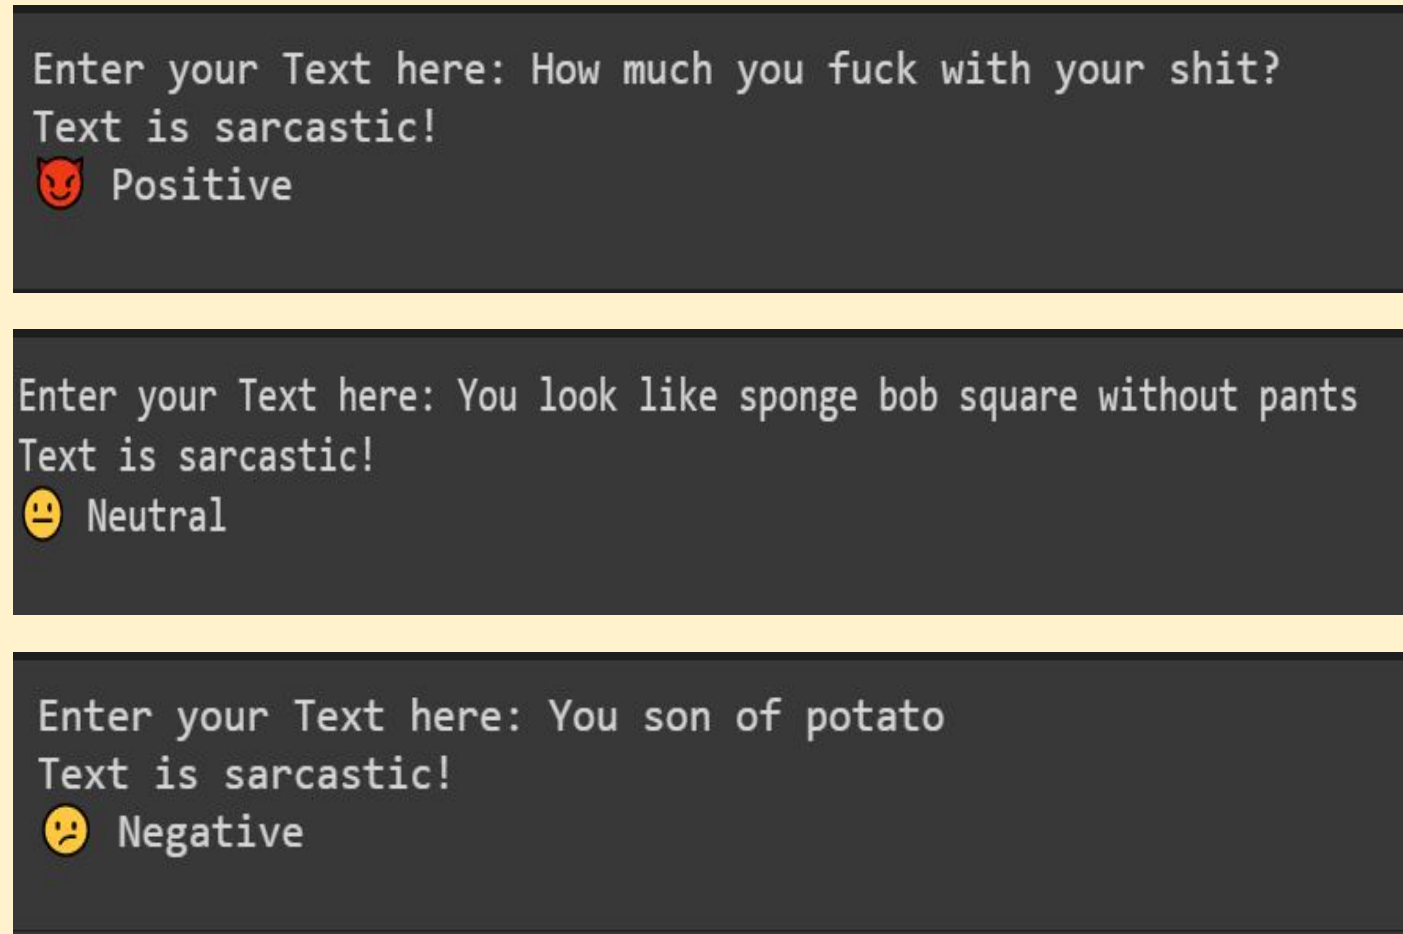 Enter your Text here: How much you fuck with your shit?
Text is sarcastic!
😈 Positive
Enter your Text here: You look like sponge bob square without pants
Text is sarcastic!
😐 Neutral
Enter your Text here: You son of potato
Text is sarcastic!
🫤 Negative